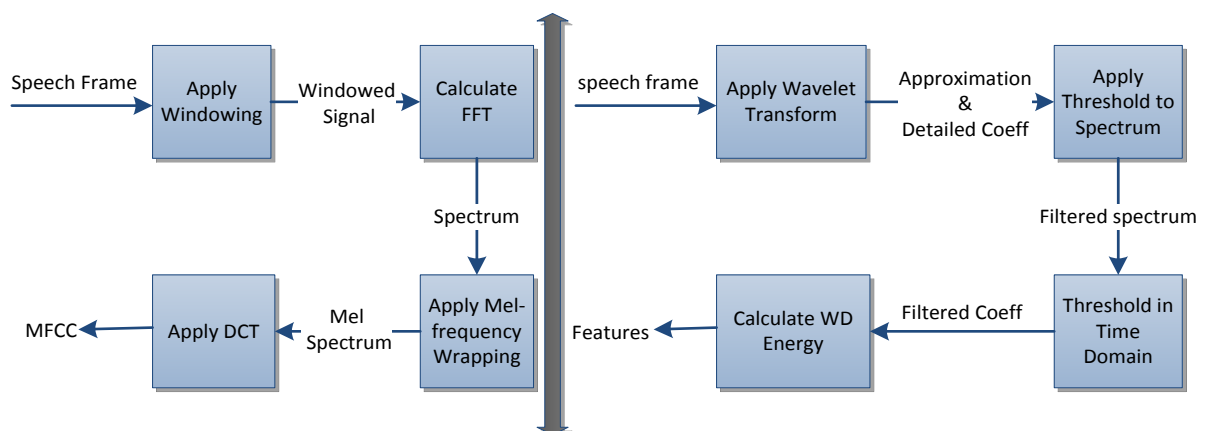 Speech Frame
Apply
Windowing
Windowed
Signal
Calculate
FFT
Spectrum
Apply Mel-
frequency
Wrapping
Mel
Spectrum
Apply DCT
MFCC
speech frame
Apply Wavelet
Transform
Approximation
&
Detailed Coeff
Apply
Threshold to
Spectrum
Filtered spectrum
Threshold in
Time
Domain
Filtered Coeff
Calculate WD
Energy
Features